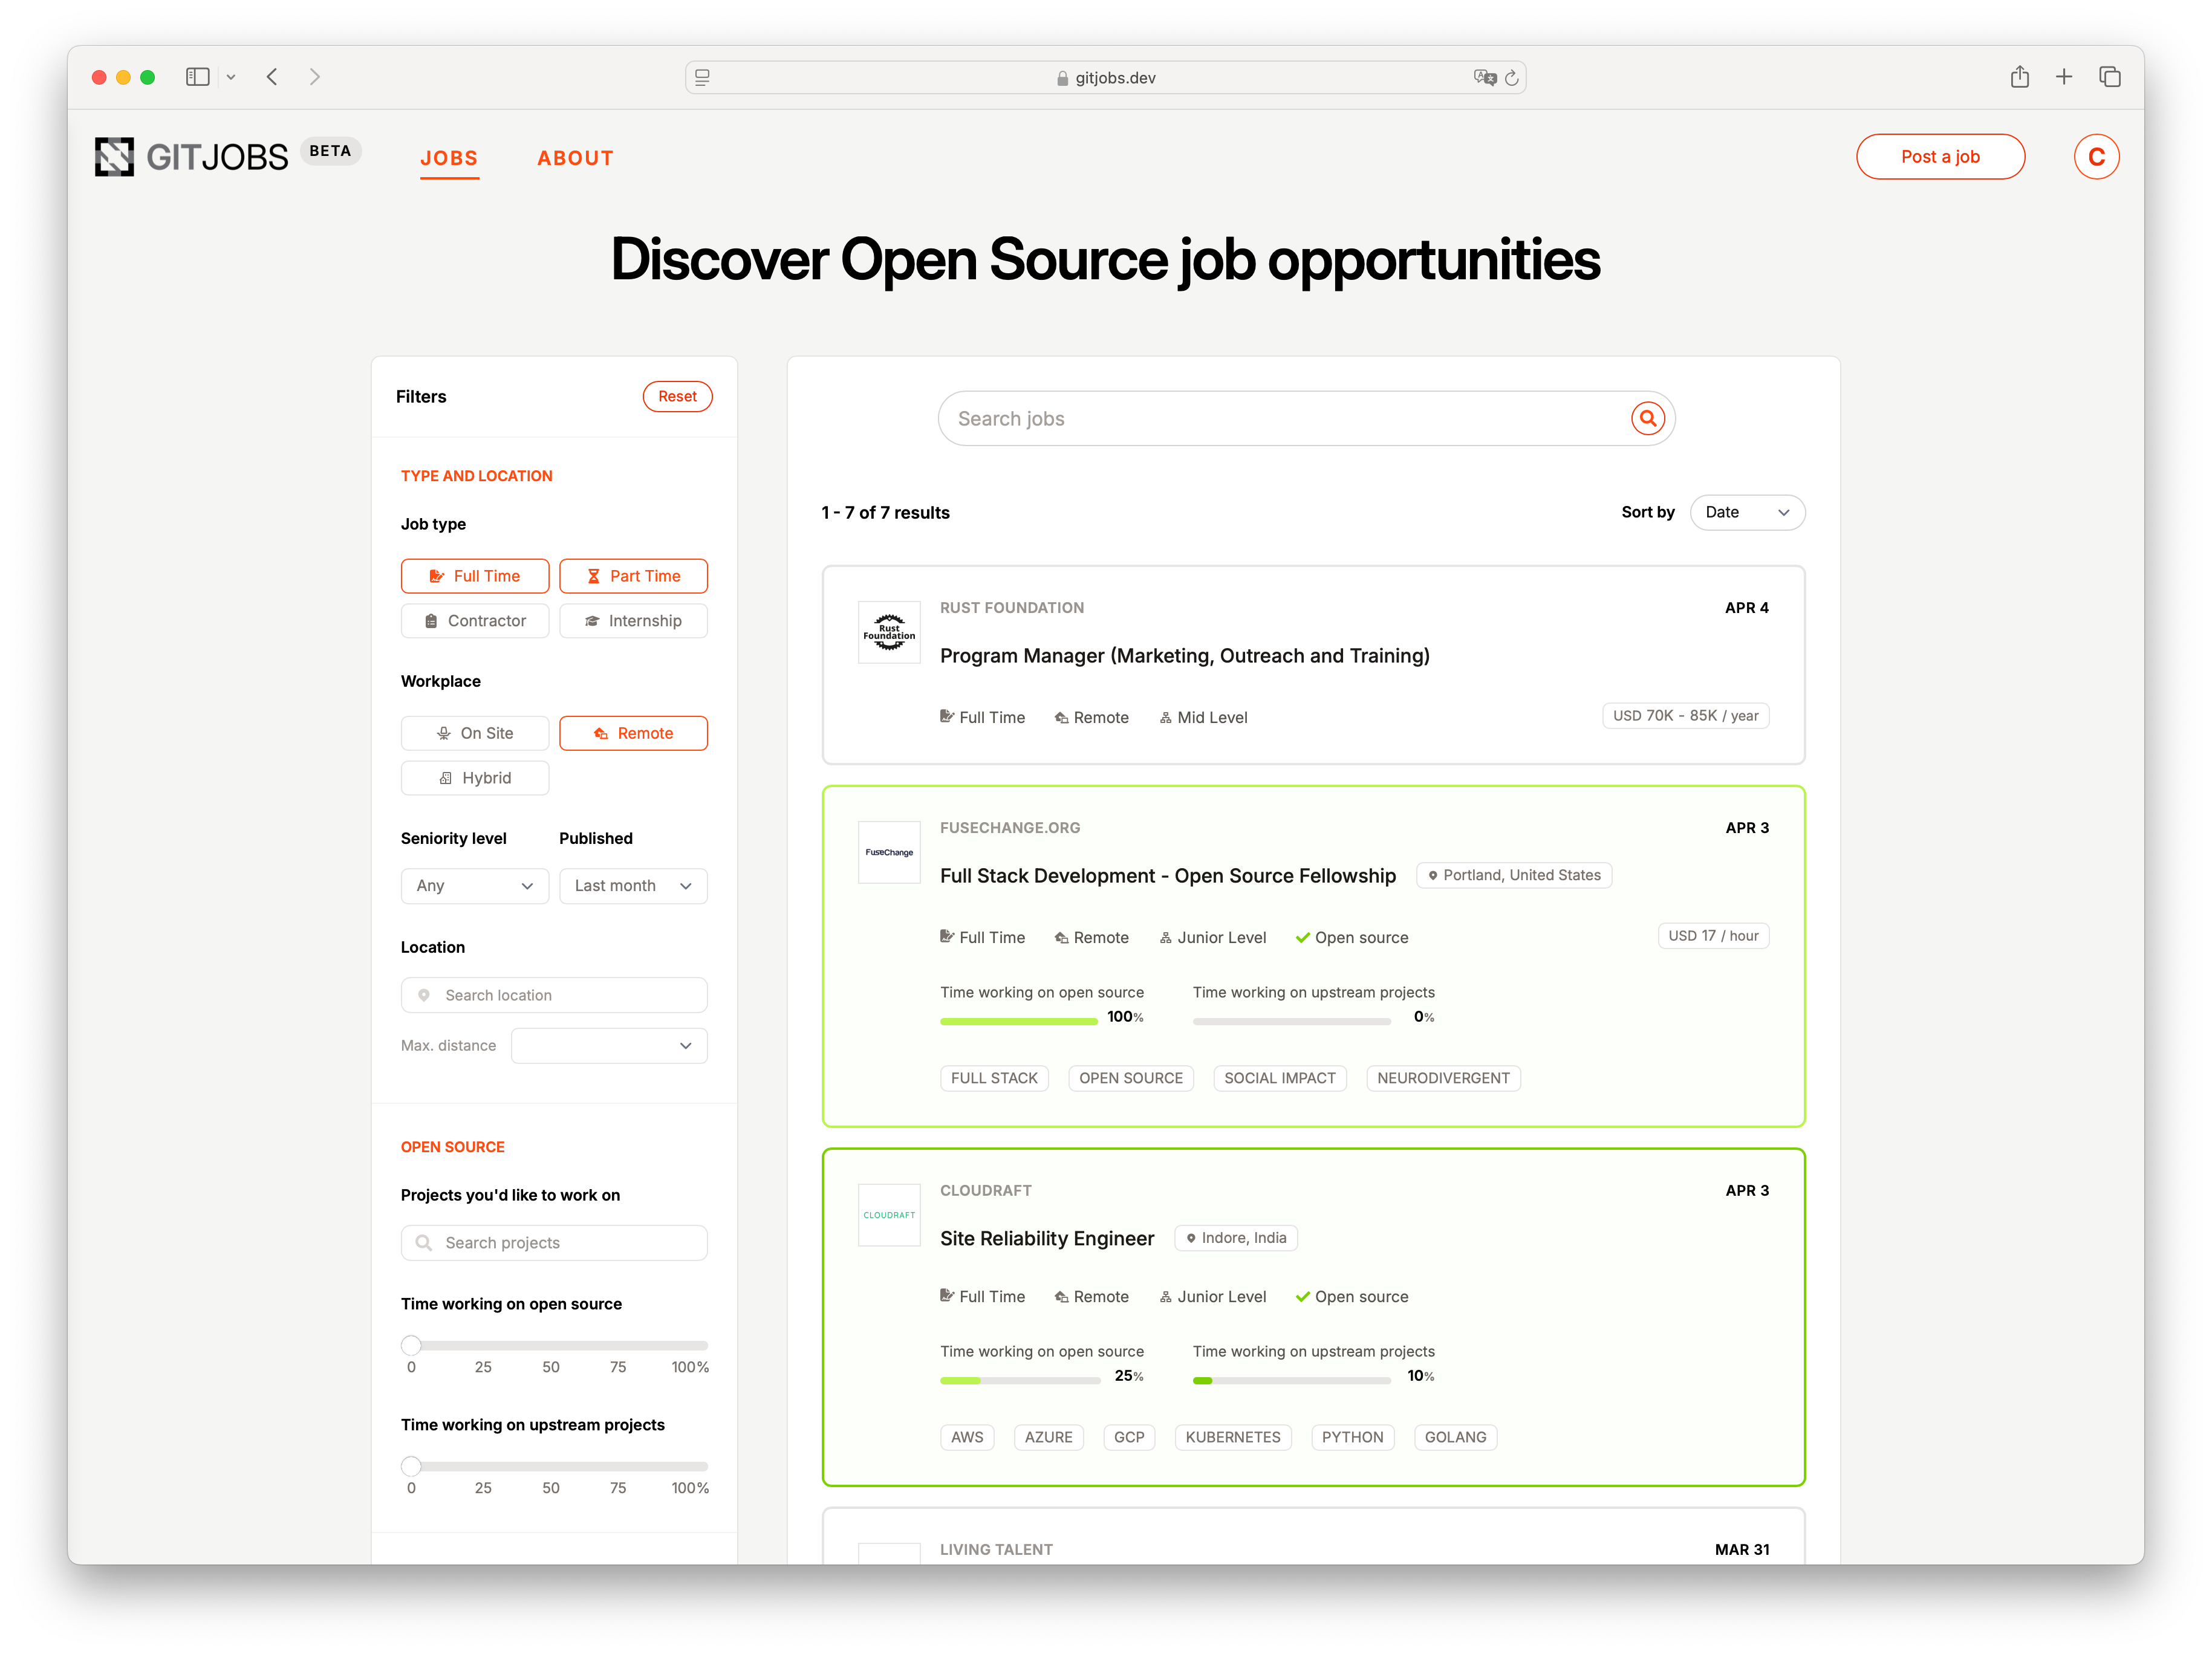 gitjobs.dev
GITJOBS BETA JOBS ABOUT Post a job C
Discover Open Source job opportunities
Filters Reset
TYPE AND LOCATION
Job type
Full Time Part Time
Contractor Internship
Workplace
On Site Remote
Hybrid
Seniority level Published
Any Last month
Location
Search location
Max. distance
OPEN SOURCE
Projects you'd like to work on
Search projects
Time working on open source
0 25 50 75 100%
Time working on upstream projects
0 25 50 75 100%
Search jobs
1 - 7 of 7 results Sort by Date
Rust
Foundation
RUST FOUNDATION APR 4
Program Manager (Marketing, Outreach and Training)
Full Time Remote Mid Level USD 70K - 85K / year
FuseChange
FUSECHANGE.ORG APR 3
Full Stack Development - Open Source Fellowship Portland, United States
Full Time Remote Junior Level Open source USD 17 / hour
Time working on open source Time working on upstream projects
100% 0%
FULL STACK OPEN SOURCE SOCIAL IMPACT NEURODIVERGENT
CLOUDRAFT
CLOUDRAFT APR 3
Site Reliability Engineer Indore, India
Full Time Remote Junior Level Open source
Time working on open source Time working on upstream projects
25% 10%
AWS AZURE GCP KUBERNETES PYTHON GOLANG
LIVING TALENT MAR 31